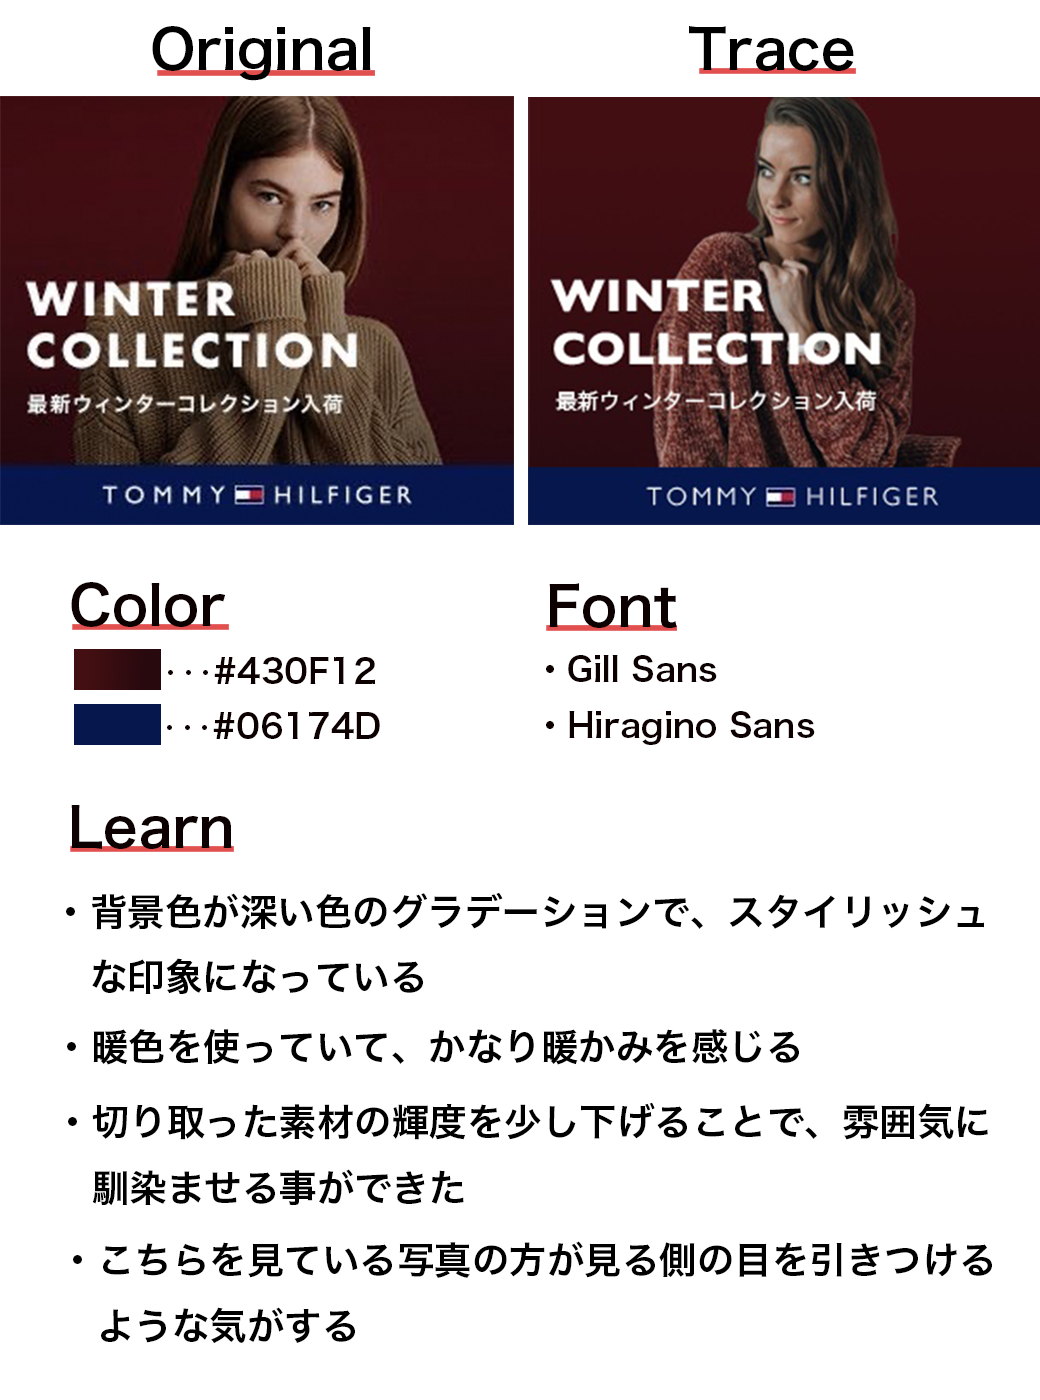 Original
Trace
WINTER
COLLECTION
最新ウィンターコレクション入荷
TOMMY HILFIGER
WINTER
COLLECTION
最新ウィンターコレクション入荷
TOMMY HILFIGER
Color
・・・#430F12
・・・#06174D
Font
・Gill Sans
・Hiragino Sans
Learn
・背景色が深い色のグラデーションで、スタイリッシュ
な印象になっている
・暖色を使っていて、かなり暖かみを感じる
・切り取った素材の輝度を少し下げることで、雰囲気に
馴染ませる事ができた
・こちらを見ている写真の方が見る側の目を引きつける
ような気がする